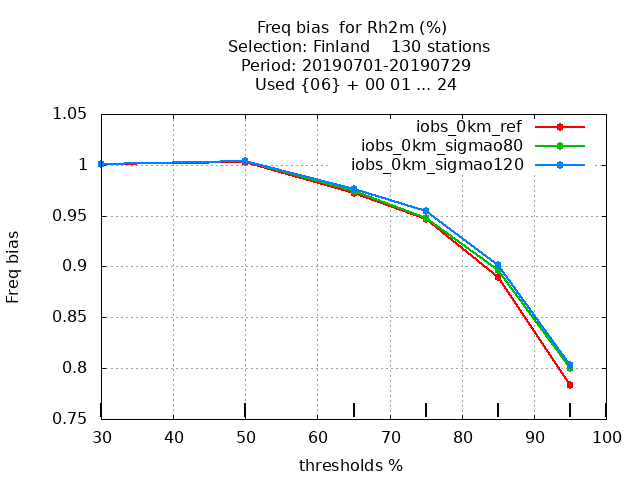 Freq bias  for Rh2m (%)
Selection: Finland    130 stations
Period: 20190701-20190729
Used {06} + 00 01 ... 24
1.05
1
0.95
0.9
0.85
0.8
0.75
Freq bias
iobs_0km_ref
iobs_0km_sigmao80
iobs_0km_sigmao120
30 40 50 60 70 80 90 100
thresholds %